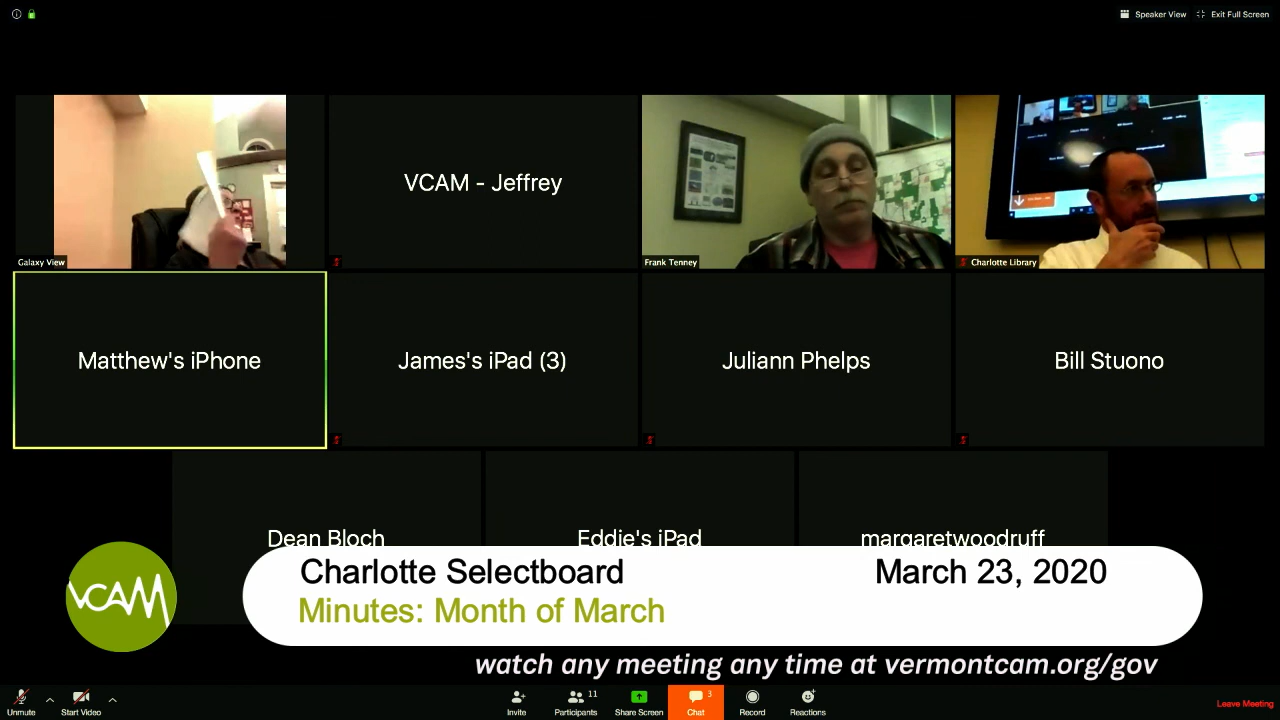 Speaker View
Exit Full Screen
Galaxy View
VCAM - Jeffrey
Frank Tenney
Charlotte Library
Matthew's iPhone
James's iPad (3)
Juliann Phelps
Bill Stuono
Dean Bloch
Eddie's iPad
margaretwoodruff
VCAM
Charlotte Selectboard
March 23, 2020
Minutes: Month of March
watch any meeting any time at vermontcam.org/gov
Unmute
Start Video
Invite
11
Participants
Share Screen
3
Chat
Record
Reactions
Leave Meeting